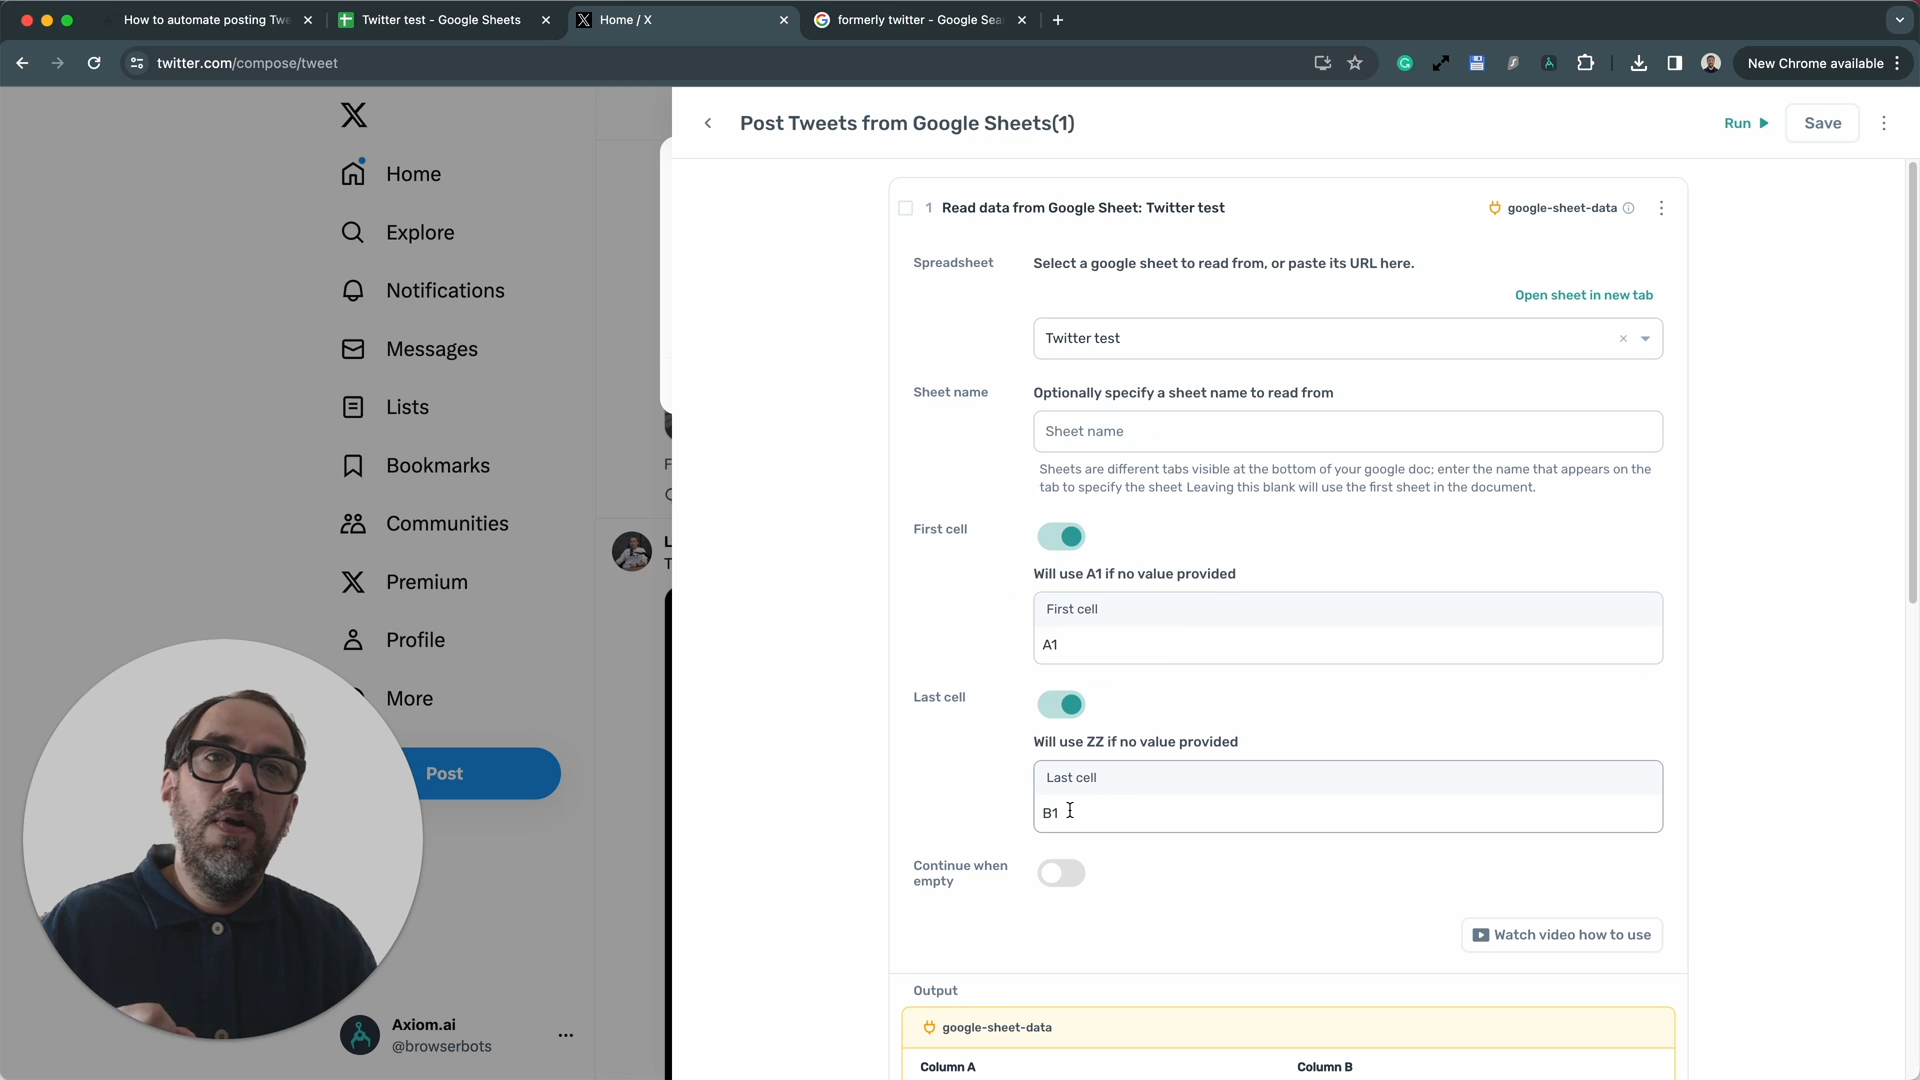 How to automate posting Twe
Twitter test - Google Sheets
Home / X
formerly twitter - Google Sea
twitter.com/compose/tweet
New Chrome available
Home
Explore
Notifications
Messages
Lists
Bookmarks
Communities
Premium
Profile
More
Post
Axiom.ai
@browserbots
Post Tweets from Google Sheets(1)
Run
Save
1 Read data from Google Sheet: Twitter test
google-sheet-data
Spreadsheet
Select a google sheet to read from, or paste its URL here.
Open sheet in new tab
Twitter test
Sheet name
Optionally specify a sheet name to read from
Sheet name
Sheets are different tabs visible at the bottom of your google doc; enter the name that appears on the
tab to specify the sheet Leaving this blank will use the first sheet in the document.
First cell
Will use A1 if no value provided
First cell
A1
Last cell
Will use ZZ if no value provided
Last cell
B1
Continue when
empty
Watch video how to use
Output
google-sheet-data
Column A
Column B